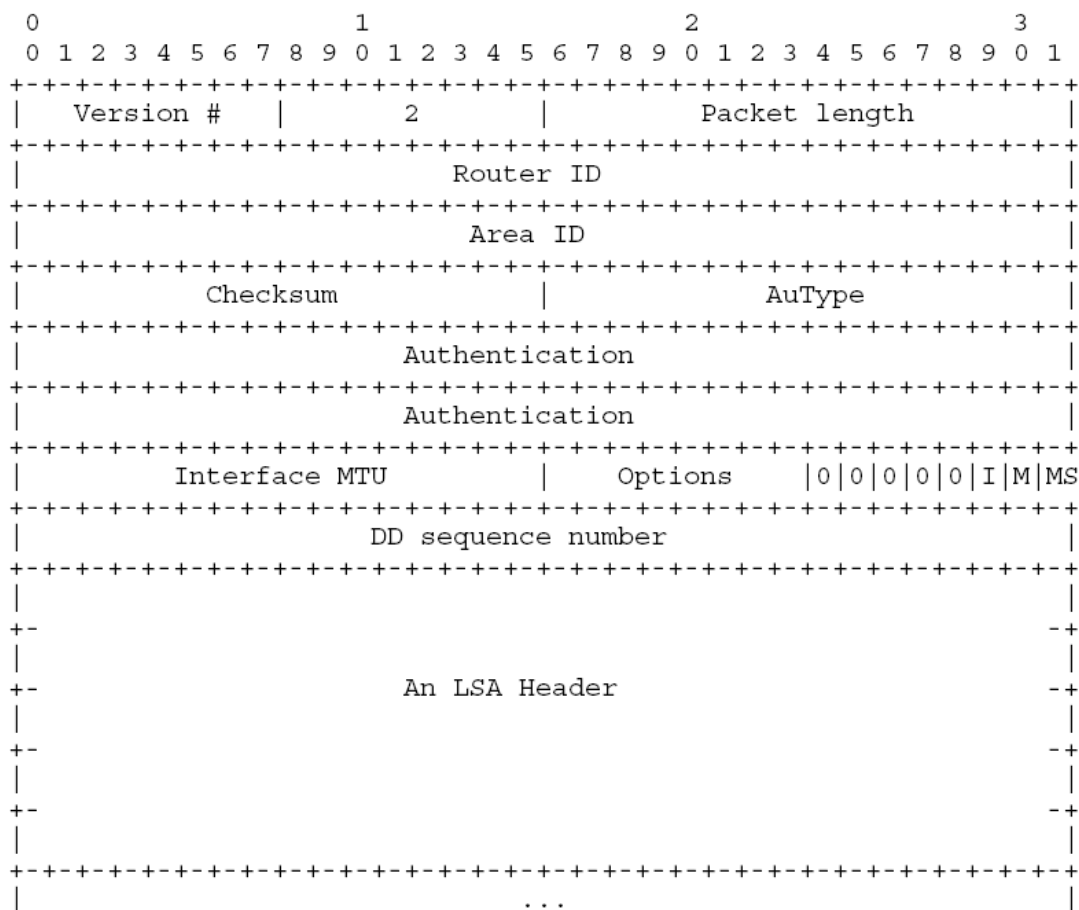 0                   1                   2                   3
0 1 2 3 4 5 6 7 8 9 0 1 2 3 4 5 6 7 8 9 0 1 2 3 4 5 6 7 8 9 0 1
+-+-+-+-+-+-+-+-+-+-+-+-+-+-+-+-+-+-+-+-+-+-+-+-+-+-+-+-+-+-+-+-+
|   Version #   |       2       |         Packet length         |
+-+-+-+-+-+-+-+-+-+-+-+-+-+-+-+-+-+-+-+-+-+-+-+-+-+-+-+-+-+-+-+-+
|                          Router ID                            |
+-+-+-+-+-+-+-+-+-+-+-+-+-+-+-+-+-+-+-+-+-+-+-+-+-+-+-+-+-+-+-+-+
|                           Area ID                             |
+-+-+-+-+-+-+-+-+-+-+-+-+-+-+-+-+-+-+-+-+-+-+-+-+-+-+-+-+-+-+-+-+
|           Checksum            |             AuType            |
+-+-+-+-+-+-+-+-+-+-+-+-+-+-+-+-+-+-+-+-+-+-+-+-+-+-+-+-+-+-+-+-+
|                       Authentication                          |
+-+-+-+-+-+-+-+-+-+-+-+-+-+-+-+-+-+-+-+-+-+-+-+-+-+-+-+-+-+-+-+-+
|                       Authentication                          |
+-+-+-+-+-+-+-+-+-+-+-+-+-+-+-+-+-+-+-+-+-+-+-+-+-+-+-+-+-+-+-+-+
|         Interface MTU         |    Options    |0|0|0|0|0|I|M|MS
+-+-+-+-+-+-+-+-+-+-+-+-+-+-+-+-+-+-+-+-+-+-+-+-+-+-+-+-+-+-+-+-+
|                     DD sequence number                        |
+-+-+-+-+-+-+-+-+-+-+-+-+-+-+-+-+-+-+-+-+-+-+-+-+-+-+-+-+-+-+-+-+
|                                                               |
+-                                                             -+
|                                                               |
+-                      An LSA Header                          -+
|                                                               |
+-                                                             -+
|                                                               |
+-                                                             -+
|                                                               |
+-+-+-+-+-+-+-+-+-+-+-+-+-+-+-+-+-+-+-+-+-+-+-+-+-+-+-+-+-+-+-+-+
|                              ...                              |